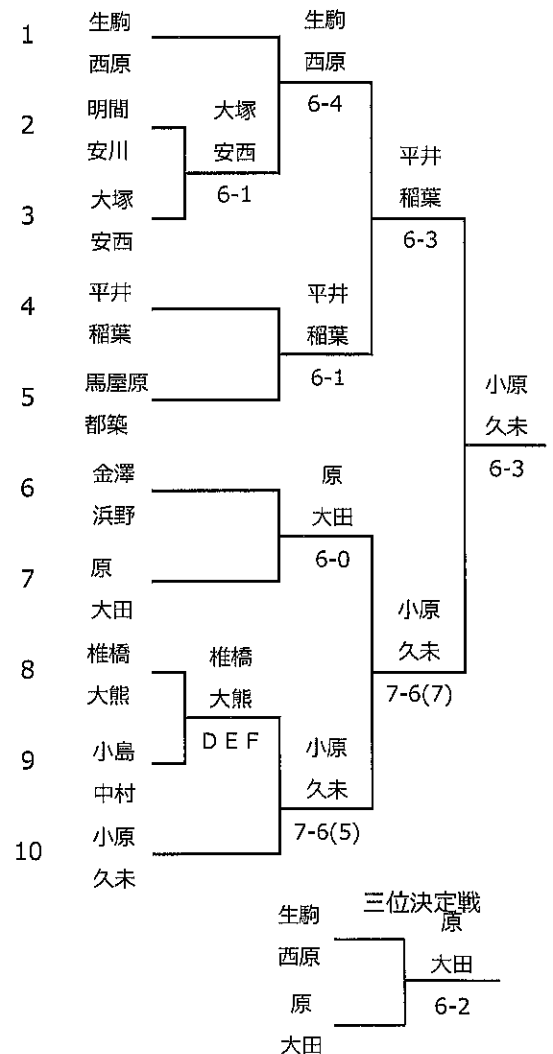 1
生駒
西原
2
明間
安川
3
大塚
安西
4
平井
稲葉
5
馬屋原
都築
6
金澤
浜野
7
原
大田
8
椎橋
大熊
9
小島
中村
10
小原
久未
大塚
安西
6-1
椎橋
大熊
DEF
生駒
西原
6-4
平井
稲葉
6-1
原
大田
6-0
小原
久未
7-6(5)
平井
稲葉
6-3
小原
久未
7-6(7)
小原
久未
6-3
三位決定戦
生駒
西原
原
大田
原
大田
6-2